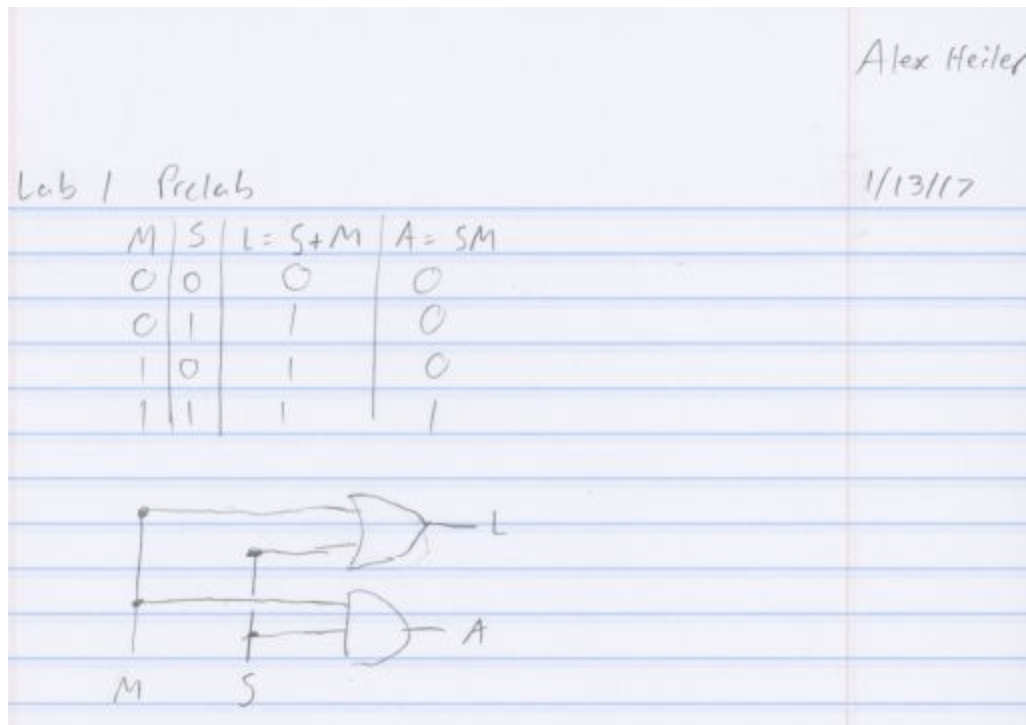 Alex Heiler
Lab 1 Prelab 1/13/17
M S L = S+M A = SM
0 0 0 0
0 1 1 0
1 0 1 0
1 1 1 1
L
A
M S